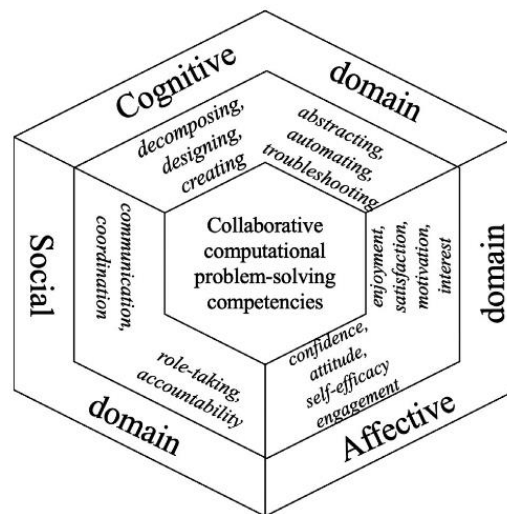 Cognitive
domain
decomposing,
designing,
creating
abstracting,
automating,
troubleshooting
Social
domain
communication,
coordination
role-taking,
accountability
Collaborative
computational
problem-solving
competencies
enjoyment,
satisfaction,
motivation,
interest
confidence,
attitude,
self-efficacy
engagement
Affective
domain